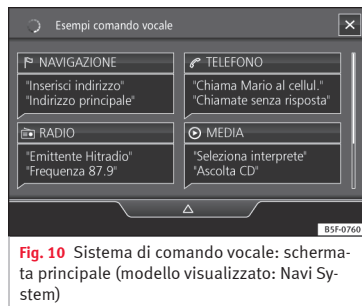 Esempi comando vocale
NAVIGAZIONE
"Inserisci indirizzo"
"Indirizzo principale"
TELEFONO
"Chiama Mario al cellul."
"Chiamate senza risposta"
RADIO
"Emittente Hitradio"
"Frequenza 87.9"
MEDIA
"Seleziona interprete"
"Ascolta CD"
B5F-0760
Fig. 10 Sistema di comando vocale: scherma-
ta principale (modello visualizzato: Navi Sy-
stem)